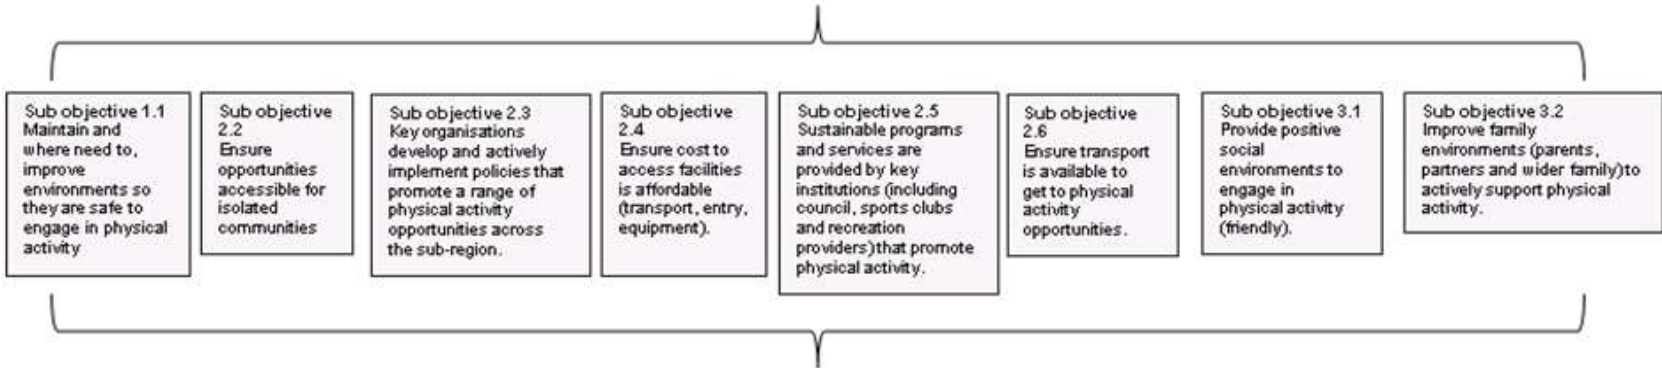 Sub objective 1.1
Maintain and
where need to,
improve
environments so
they are safe to
engage in physical
activity
Sub objective
2.2
Ensure
opportunities
accessible for
isolated
communities
Sub objective 2.3
Key organisations
develop and actively
implement policies that
promote a range of
physical activity
opportunities across
the sub-region.
Sub objective
2.4
Ensure cost to
access facilities
is affordable
(transport, entry,
equipment).
Sub objective 2.5
Sustainable programs
and services are
provided by key
institutions (including
council, sports clubs
and recreation
providers)that promote
physical activity.
Sub objective
2.6
Ensure transport
is available to
get to physical
activity
opportunities.
Sub objective 3.1
Provide positive
social
environments to
engage in
physical activity
(friendly).
Sub objective 3.2
Improve family
environments (parents,
partners and wider family)to
actively support physical
activity.